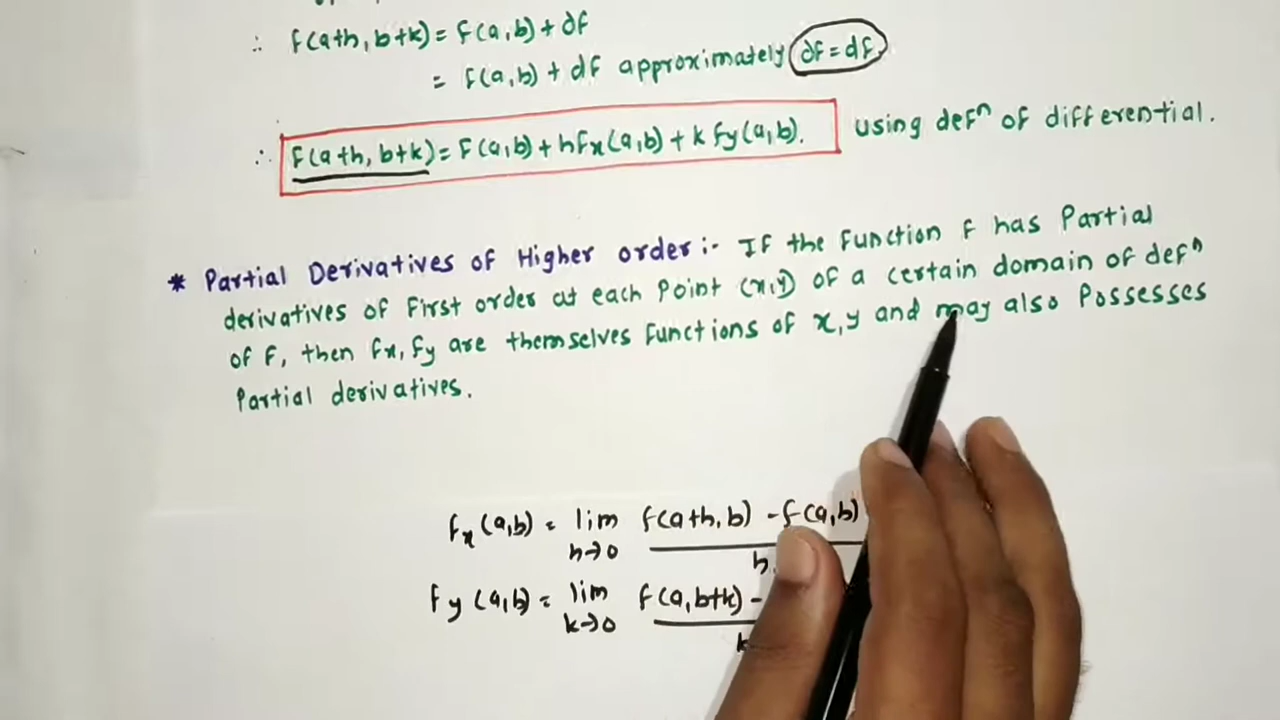 ∴ f(a+h, b+k) = f(a,b) + ∂f
= f(a,b) + df approximately ∂f = df
∴ f(a+h, b+k) = f(a,b) + hfx(a,b) + k fy(a,b). using defⁿ of differential.
* Partial Derivatives of Higher order :- If the function f has Partial
derivatives of First order at each point (x,y) of a certain domain of defⁿ
of f, then fx, fy are themselves functions of x,y and may also Possesses
Partial derivatives.
fx (a,b) = lim f(a+h, b) - f(a,b)
h→0 h
fy (a,b) = lim f(a, b+k) -
k→0 k